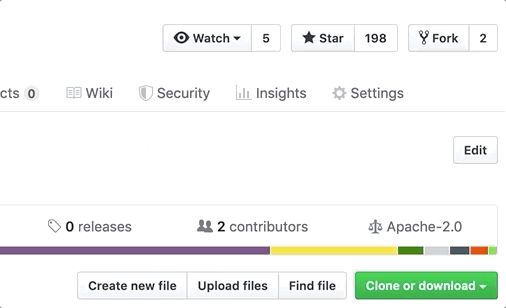 Watch 5 Star 198 Fork 2
cts 0 Wiki Security Insights Settings
Edit
0 releases 2 contributors Apache-2.0
Create new file Upload files Find file Clone or download